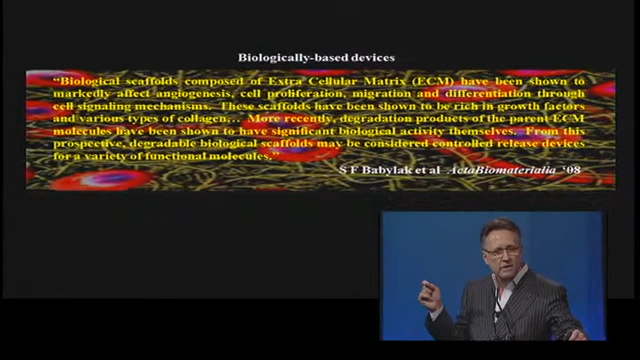 Biologically-based devices
“Biological scaffolds composed of Extra Cellular Matrix (ECM) have been shown to
markedly affect angiogenesis, cell proliferation, migration and differentiation through
cell signaling mechanisms. These scaffolds have been shown to be rich in growth factors
and various types of collagen… More recently, degradation products of the parent ECM
molecules have been shown to have significant biological activity themselves. From this
prospective, degradable biological scaffolds may be considered controlled release devices
for a variety of functional molecules.”
S F Babylak et al ActaBiomaterialia ‘08